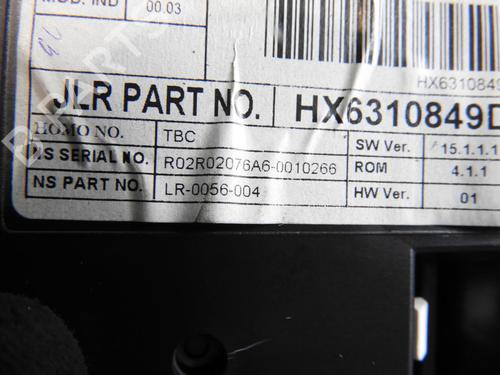 MOD. IND 00.03
HX6310849
JLR PART NO. HX6310849D
HOMO NO. TBC SW Ver. 15.1.1.1
NS SERIAL NO. R02R02076A6-0010266 ROM 4.1.1
NS PART NO. LR-0056-004 HW Ver. 01